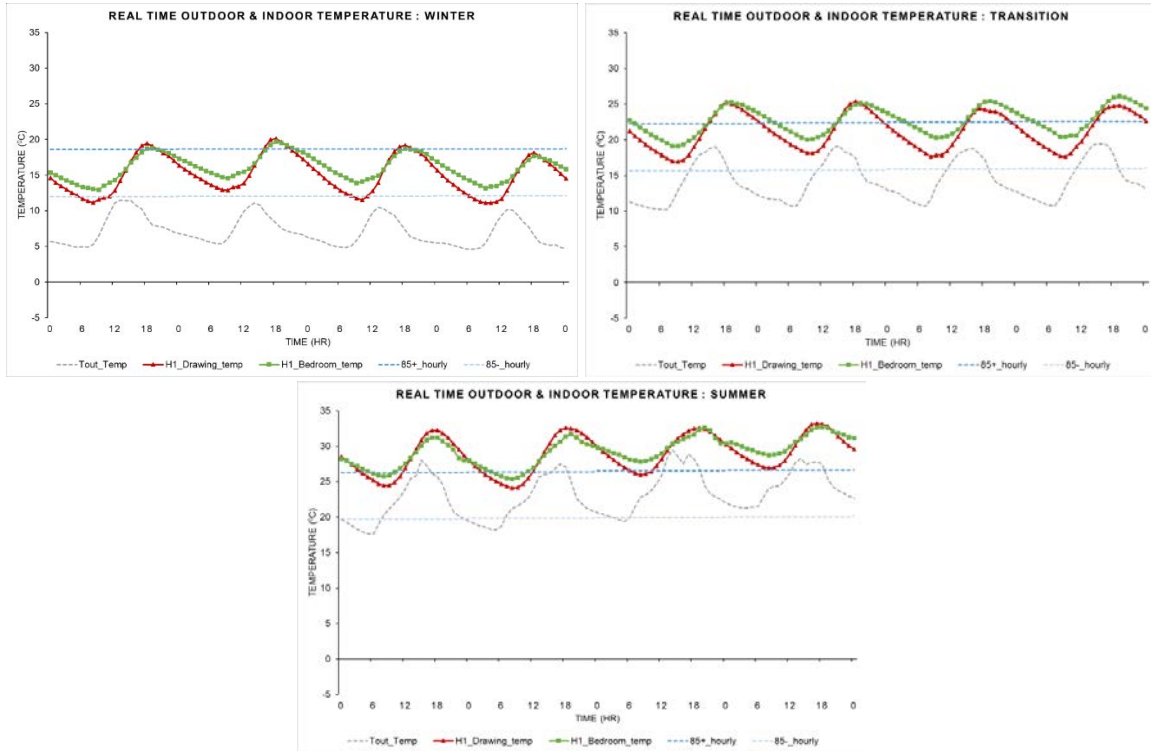 REAL TIME OUTDOOR & INDOOR TEMPERATURE : WINTER
35
30
25
20
15
10
5
0
-5
TEMPERATURE (°C)
0 6 12 18 0 6 12 18 0 6 12 18 0 6 12 18 0
TIME (HR)
Tout_Temp H1_Drawing_temp H1_Bedroom_temp 85+_hourly 85-_hourly
REAL TIME OUTDOOR & INDOOR TEMPERATURE : TRANSITION
35
30
25
20
15
10
5
0
-5
TEMPERATURE (°C)
0 6 12 18 0 6 12 18 0 6 12 18 0 6 12 18 0
TIME (HR)
Tout_Temp H1_Drawing_temp H1_Bedroom_temp 85+_hourly 85-_hourly
REAL TIME OUTDOOR & INDOOR TEMPERATURE : SUMMER
35
30
25
20
15
10
5
0
-5
TEMPERATURE (°C)
0 6 12 18 0 6 12 18 0 6 12 18 0 6 12 18 0
TIME (HR)
Tout_Temp H1_Drawing_temp H1_Bedroom_temp 85+_hourly 85-_hourly